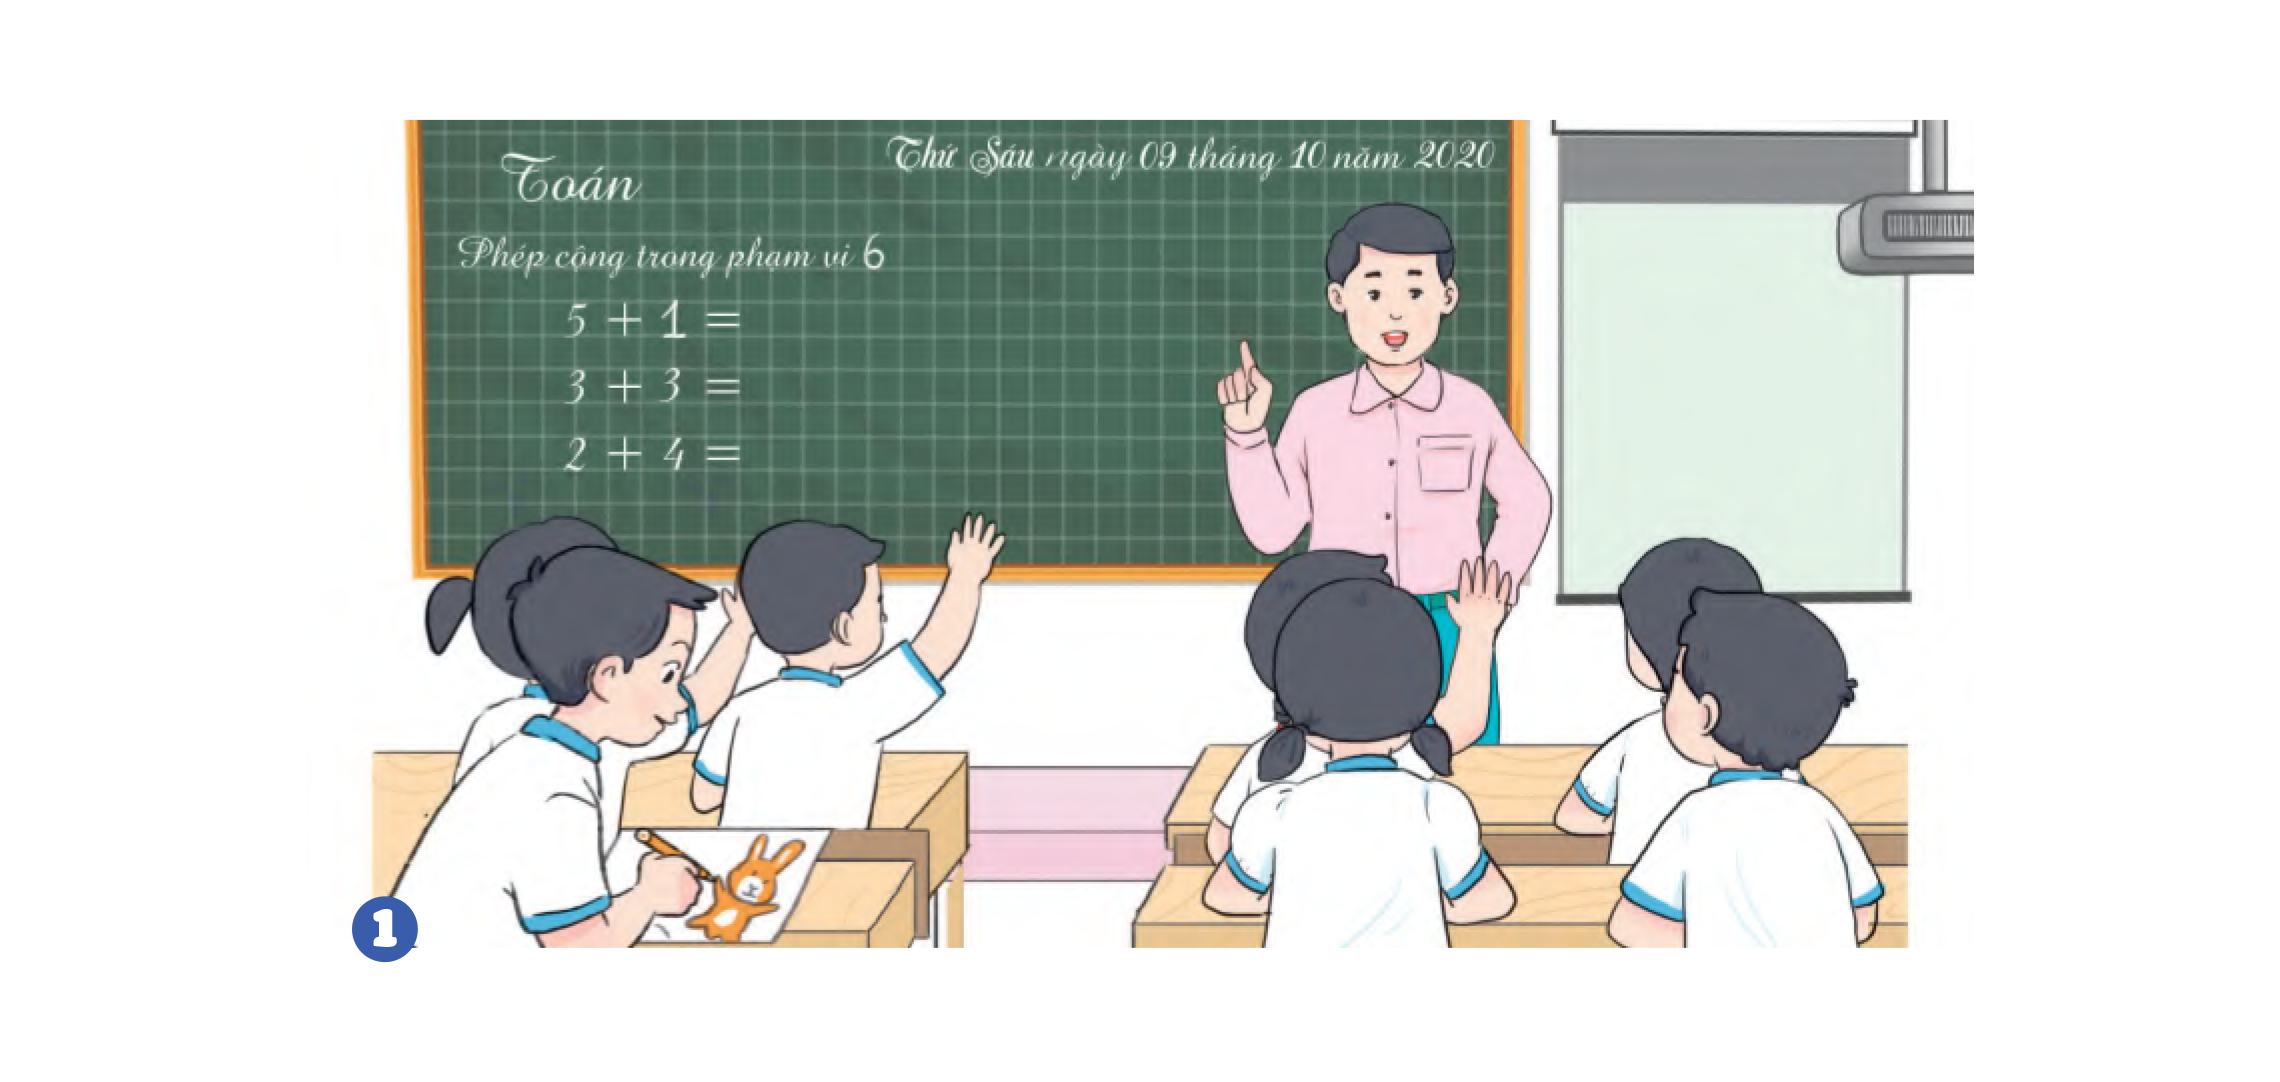 Thứ Sáu ngày 09 tháng 10 năm 2020
Toán
Phép cộng trong phạm vi 6
5 + 1 =
3 + 3 =
2 + 4 =
1